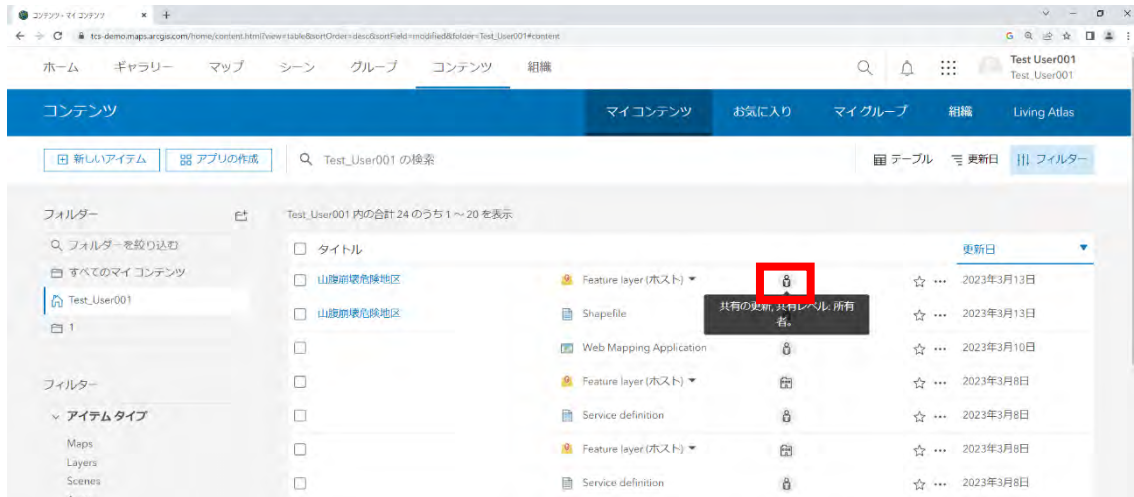 コンテンツ - マイ コンテンツ
tcs-demo.maps.arcgis.com/home/content.html?view=table&sortOrder=desc&sortField=modified&folder=Test_User001#content
ホーム ギャラリー マップ シーン グループ コンテンツ 組織 Test User001
Test_User001
コンテンツ マイ コンテンツ お気に入り マイ グループ 組織 Living Atlas
新しいアイテム アプリの作成 Test_User001 の検索 テーブル 更新日 フィルター
フォルダー Test_User001 内の合計 24 のうち 1 ～ 20 を表示
フォルダーを絞り込む タイトル 更新日
すべてのマイ コンテンツ 山腹崩壊危険地区 Feature layer (ホスト) 2023年3月13日
Test_User001 山腹崩壊危険地区 Shapefile 共有の更新, 共有レベル: 所有者。 2023年3月13日
1 Web Mapping Application 2023年3月10日
フィルター Feature layer (ホスト) 2023年3月8日
アイテム タイプ Service definition 2023年3月8日
Maps Feature layer (ホスト) 2023年3月8日
Layers
Scenes Service definition 2023年3月8日